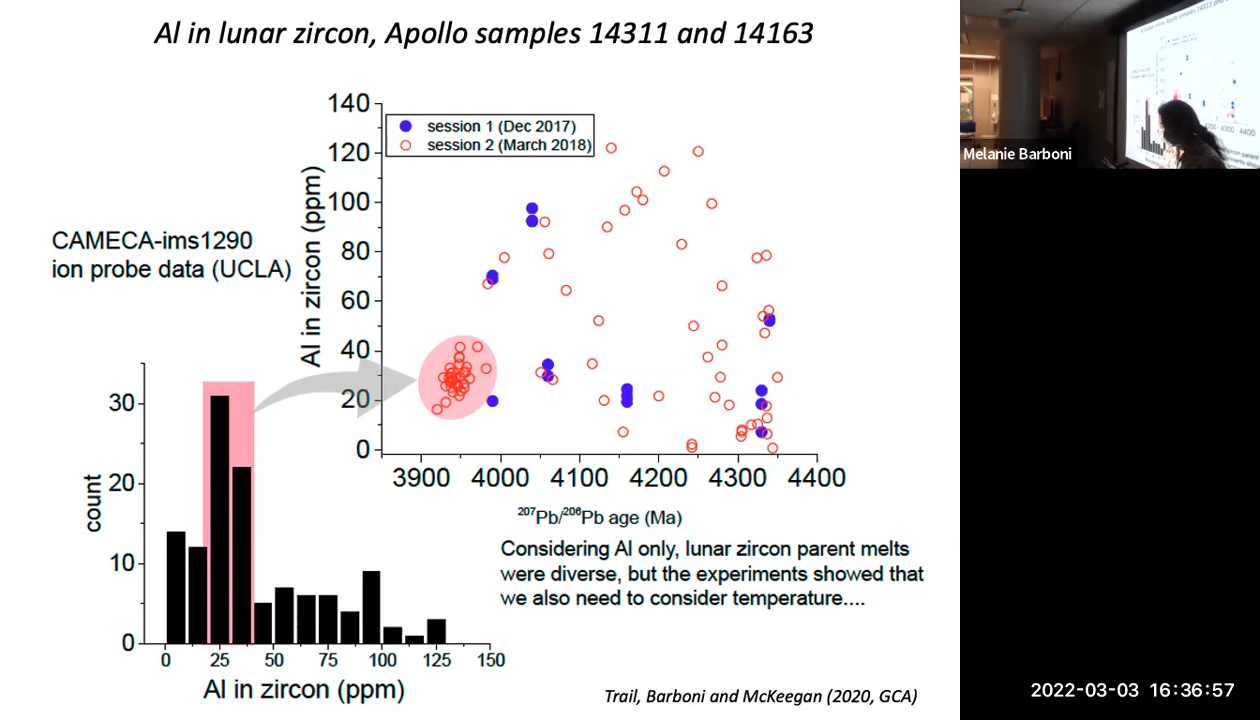 Al in lunar zircon, Apollo samples 14311 and 14163
CAMECA-ims1290
ion probe data (UCLA)
Al in zircon (ppm)
140
120
100
80
60
40
20
0
session 1 (Dec 2017)
session 2 (March 2018)
3900 4000 4100 4200 4300 4400
²⁰⁷Pb/²⁰⁶Pb age (Ma)
count
30
20
10
0
0 25 50 75 100 125 150
Al in zircon (ppm)
Considering Al only, lunar zircon parent melts
were diverse, but the experiments showed that
we also need to consider temperature....
Trail, Barboni and McKeegan (2020, GCA)
Melanie Barboni
4300 4400
2022-03-03 16:36:57